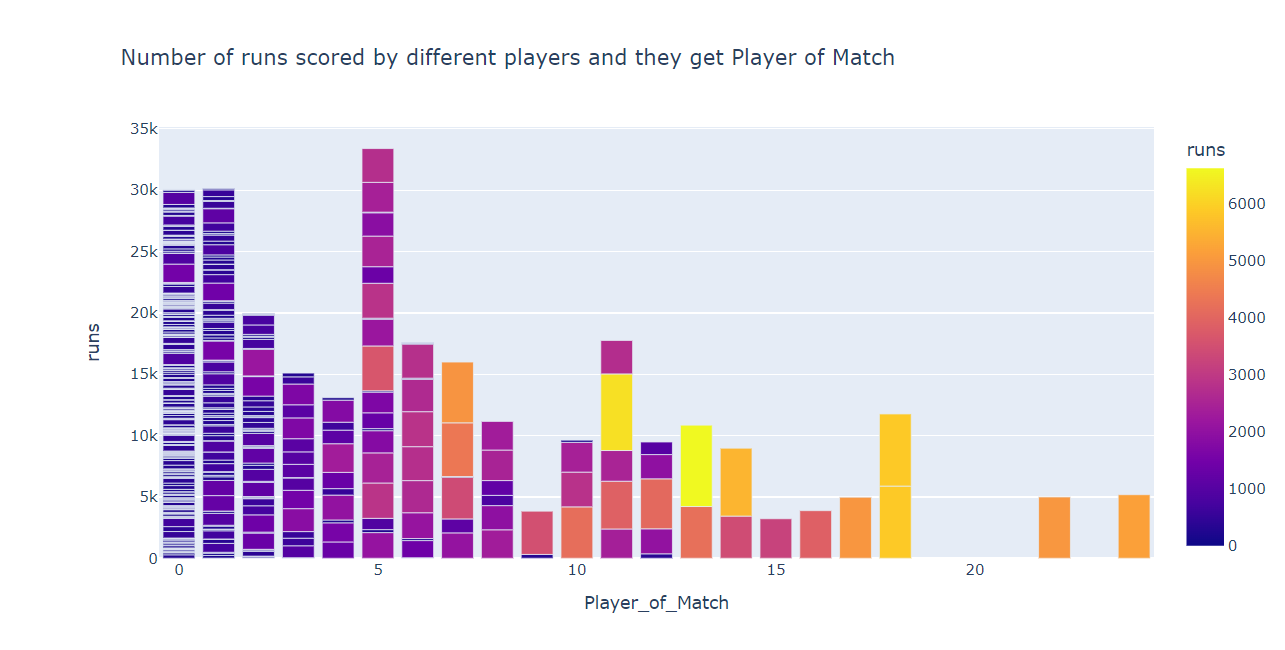 Number of runs scored by different players and they get Player of Match
35k
30k
25k
20k
15k
10k
5k
0
runs
0 5 10 15 20
Player_of_Match
runs
6000
5000
4000
3000
2000
1000
0